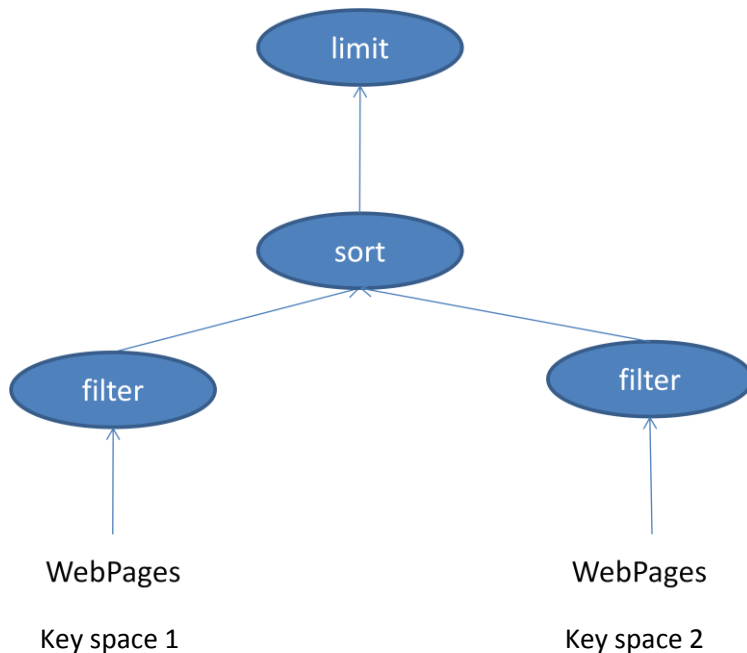 limit
sort
filter
filter
WebPages
WebPages
Key space 1
Key space 2